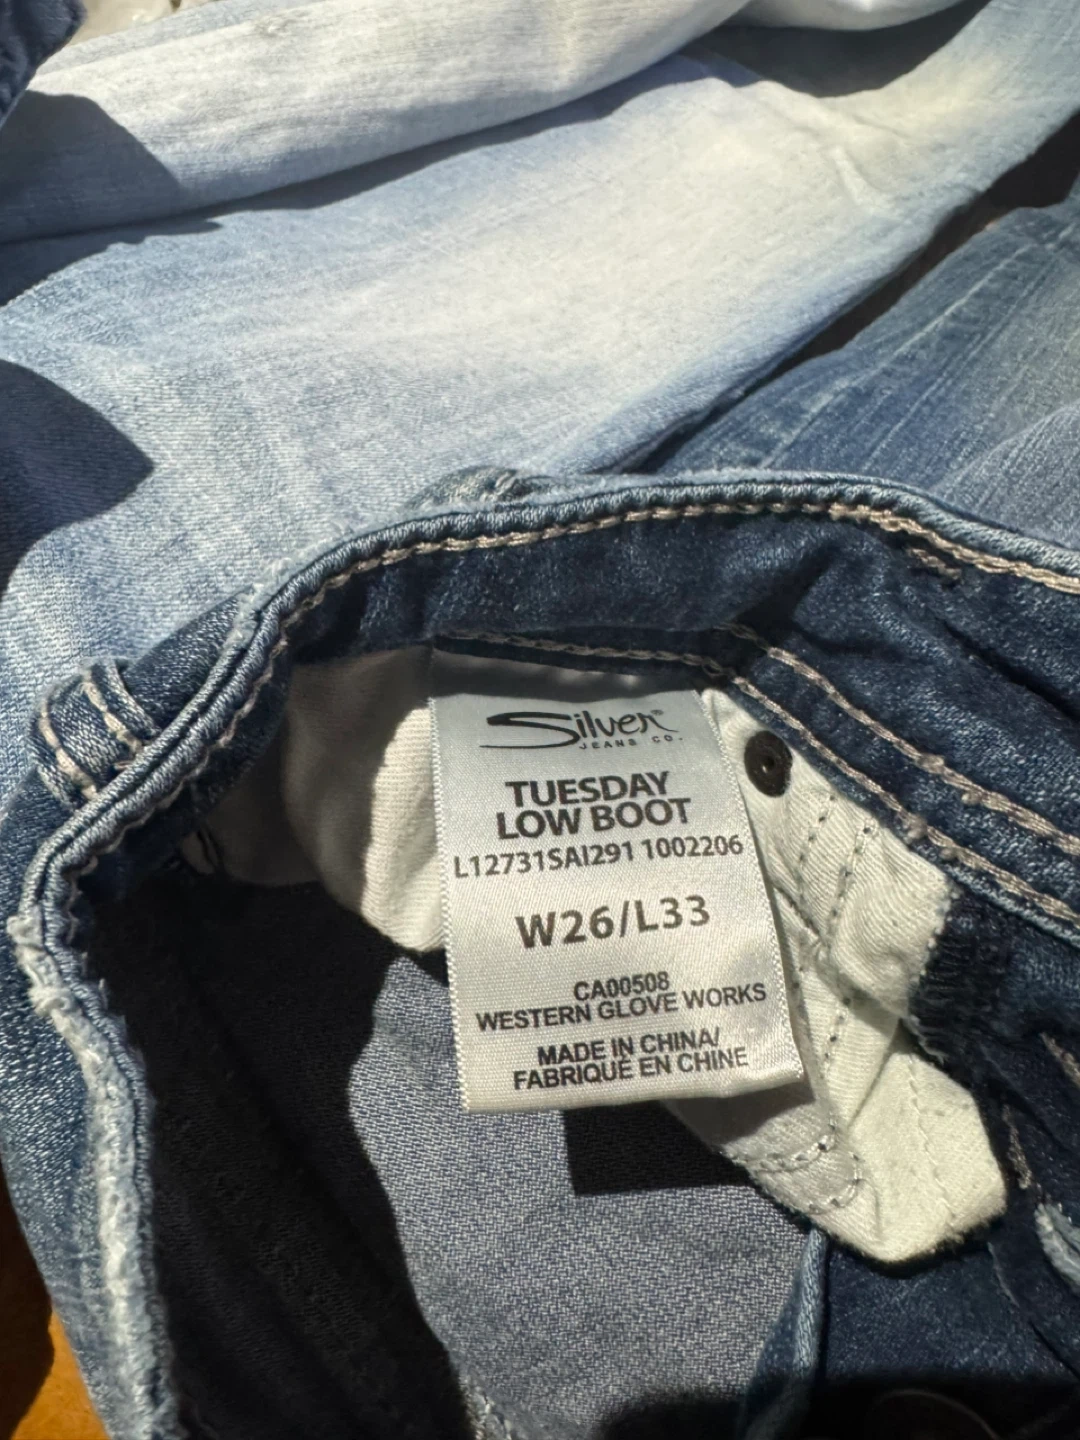 Silver®
JEANS CO.
TUESDAY
LOW BOOT
L12731SAI291 1002206
W26/L33
CA00508
WESTERN GLOVE WORKS
MADE IN CHINA/
FABRIQUÉ EN CHINE